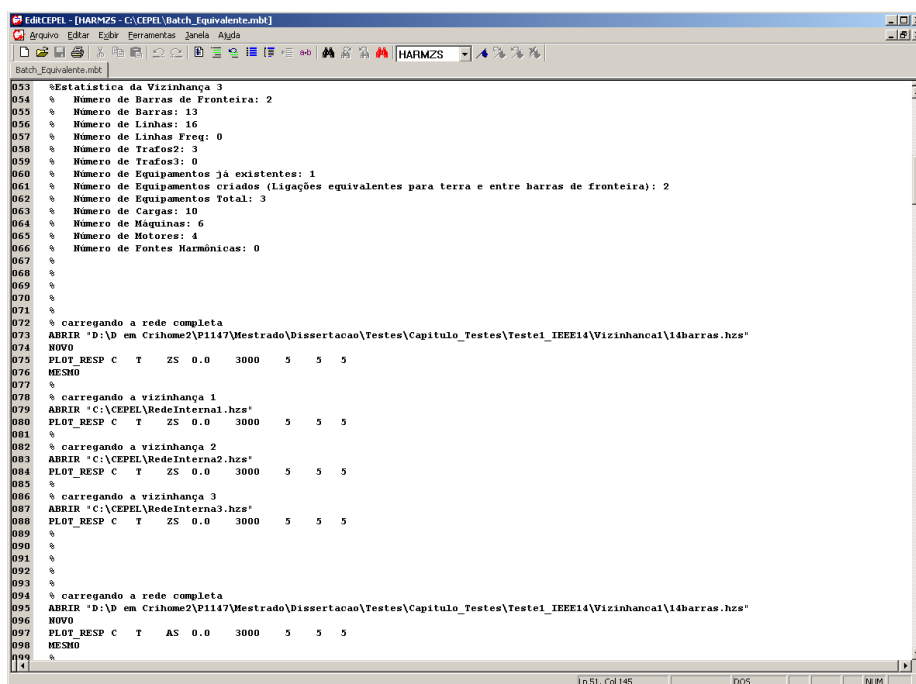 EditCEPEL - [HARMZS - C:\CEPEL\Batch_Equivalente.mbt]
Arquivo Editar Exibir Ferramentas Janela Ajuda
HARMZS
Batch_Equivalente.mbt
053 %Estatística da Vizinhança 3
054 % Número de Barras de Fronteira: 2
055 % Número de Barras: 13
056 % Número de Linhas: 16
057 % Número de Linhas Freq: 0
058 % Número de Trafos2: 3
059 % Número de Trafos3: 0
060 % Número de Equipamentos já existentes: 1
061 % Número de Equipamentos criados (Ligações equivalentes para terra e entre barras de fronteira): 2
062 % Número de Equipamentos Total: 3
063 % Número de Cargas: 10
064 % Número de Máquinas: 6
065 % Número de Motores: 4
066 % Número de Fontes Harmônicas: 0
067 %
068 %
069 %
070 %
071 %
072 % carregando a rede completa
073 ABRIR "D:\D em Crihome2\P1147\Mestrado\Dissertacao\Testes\Capitulo_Testes\Teste1_IEEE14\Vizinhanca1\14barras.hzs"
074 NOVO
075 PLOT_RESP C T ZS 0.0 3000 5 5 5
076 MESMO
077 %
078 % carregando a vizinhança 1
079 ABRIR "C:\CEPEL\RedeInterna1.hzs"
080 PLOT_RESP C T ZS 0.0 3000 5 5 5
081 %
082 % carregando a vizinhança 2
083 ABRIR "C:\CEPEL\RedeInterna2.hzs"
084 PLOT_RESP C T ZS 0.0 3000 5 5 5
085 %
086 % carregando a vizinhança 3
087 ABRIR "C:\CEPEL\RedeInterna3.hzs"
088 PLOT_RESP C T ZS 0.0 3000 5 5 5
089 %
090 %
091 %
092 %
093 %
094 % carregando a rede completa
095 ABRIR "D:\D em Crihome2\P1147\Mestrado\Dissertacao\Testes\Capitulo_Testes\Teste1_IEEE14\Vizinhanca1\14barras.hzs"
096 NOVO
097 PLOT_RESP C T AS 0.0 3000 5 5 5
098 MESMO
099 %
Ln 51, Col 145 DOS NUM